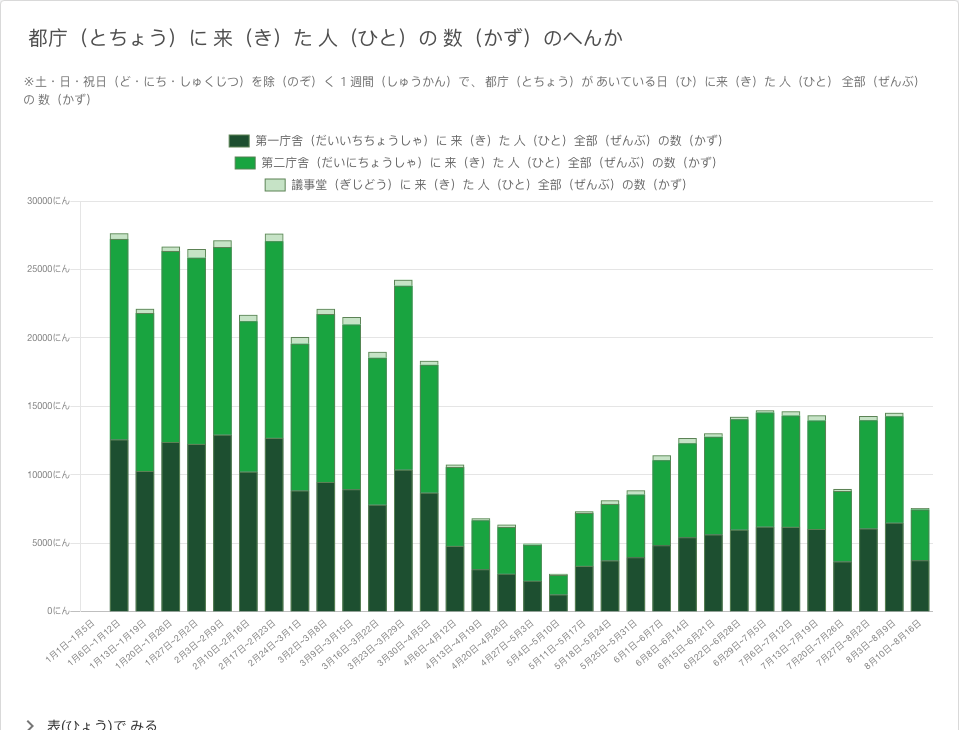 都庁（とちょう）に 来（き）た 人（ひと）の 数（かず）のへんか
※土・日・祝日（ど・にち・しゅくじつ）を除（のぞ）く １週間（しゅうかん）で、 都庁（とちょう）が あいている日（ひ）に来（き）た 人（ひと） 全部（ぜんぶ）
の 数（かず）
第一庁舎（だいいちちょうしゃ）に 来（き）た 人（ひと）全部（ぜんぶ）の数（かず）
第二庁舎（だいにちょうしゃ）に 来（き）た 人（ひと）全部（ぜんぶ）の数（かず）
議事堂（ぎじどう）に 来（き）た 人（ひと）全部（ぜんぶ）の数（かず）
30000にん
25000にん
20000にん
15000にん
10000にん
5000にん
0にん
1月1日~1月5日
1月6日~1月12日
1月13日~1月19日
1月20日~1月26日
1月27日~2月2日
2月3日~2月9日
2月10日~2月16日
2月17日~2月23日
2月24日~3月1日
3月2日~3月8日
3月9日~3月15日
3月16日~3月22日
3月23日~3月29日
3月30日~4月5日
4月6日~4月12日
4月13日~4月19日
4月20日~4月26日
4月27日~5月3日
5月4日~5月10日
5月11日~5月17日
5月18日~5月24日
5月25日~5月31日
6月1日~6月7日
6月8日~6月14日
6月15日~6月21日
6月22日~6月28日
6月29日~7月5日
7月6日~7月12日
7月13日~7月19日
7月20日~7月26日
7月27日~8月2日
8月3日~8月9日
8月10日~8月16日
表(ひょう)で みる